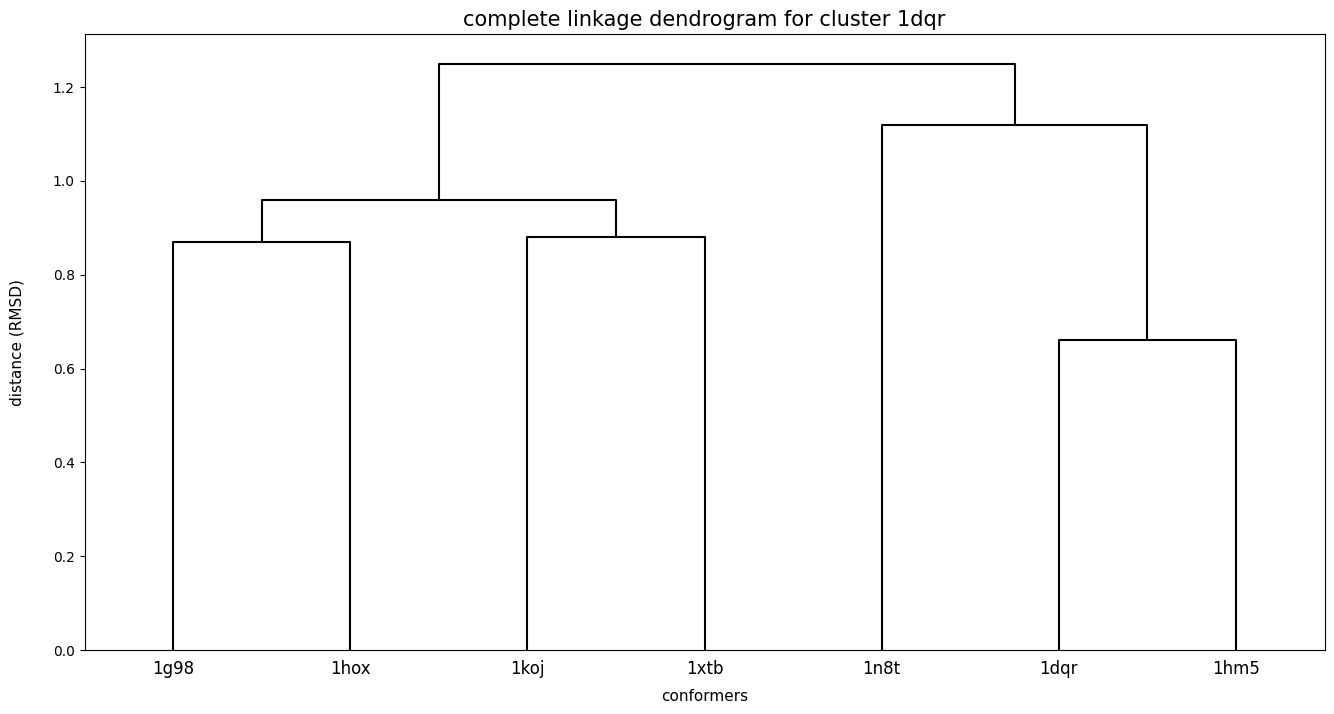 complete linkage dendrogram for cluster 1dqr
1.2
1.0
0.8
0.6
0.4
0.2
0.0
distance (RMSD)
1g98 1hox 1koj 1xtb 1n8t 1dqr 1hm5
conformers